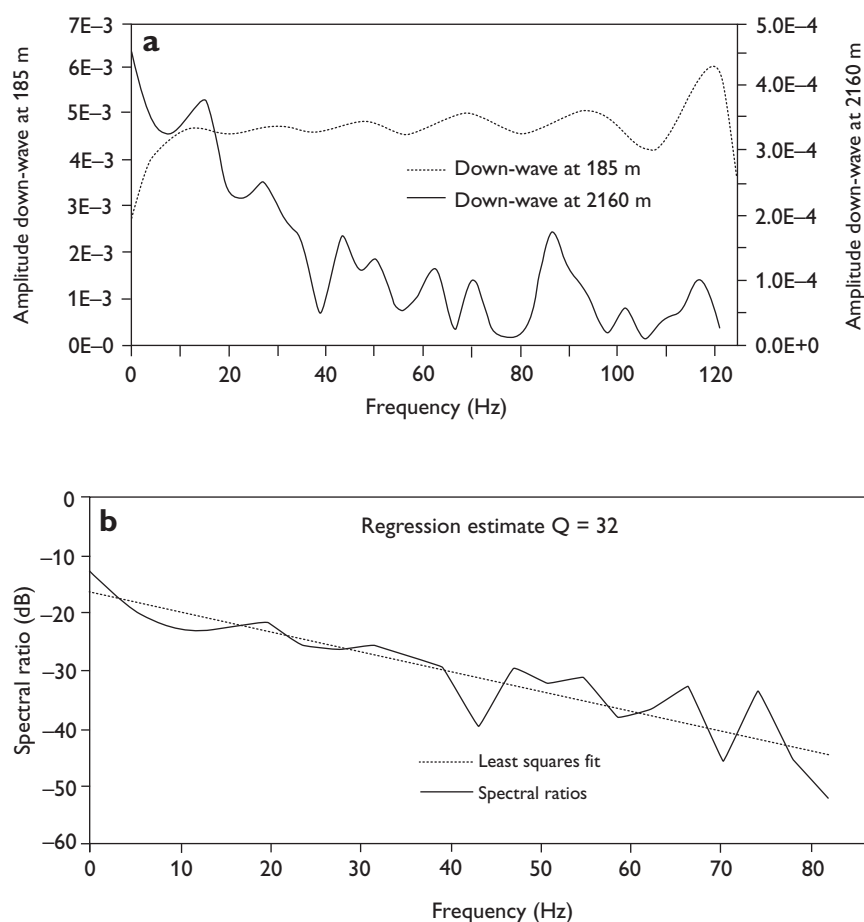 a
7E–3
6E–3
5E–3
4E–3
3E–3
2E–3
1E–3
0E–0
Amplitude down-wave at 185 m
5.0E–4
4.0E–4
3.0E–4
2.0E–4
1.0E–4
0.0E+0
Amplitude down-wave at 2160 m
Down-wave at 185 m
Down-wave at 2160 m
0 20 40 60 80 100 120
Frequency (Hz)
b
Regression estimate Q = 32
0
–10
–20
–30
–40
–50
–60
Spectral ratio (dB)
Least squares fit
Spectral ratios
0 10 20 30 40 50 60 70 80
Frequency (Hz)